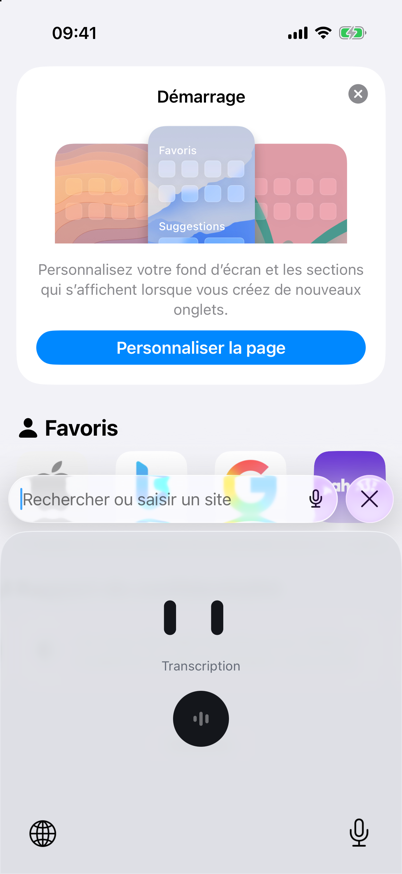 09:41
Démarrage
Favoris
Suggestions
Personnalisez votre fond d’écran et les sections
qui s’affichent lorsque vous créez de nouveaux
onglets.
Personnaliser la page
Favoris
Rechercher ou saisir un site
Transcription